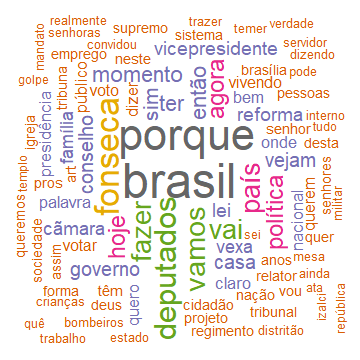 realmente supremo trazer verdade
senhoras convidou sistema temer servidor
mandato emprego neste vicepresidente dizendo
golpe tribuna público momento então agora brasília pode
presidência família voto dizer sim ter vivendo pessoas
igreja conselho fonseca porque bem reforma interno
templo art onde senhor desta tudo
pros brasil vejam senhores
queremos palavra deputados país política nacional querem militar
sociedade câmara hoje fazer vamos lei vai sei quer
assim votar vexa anos mesa
governo casa relator ainda
forma têm quero claro nação vou ata república
crianças deus cidadão izalci
quê bombeiros projeto tribunal
trabalho estado regimento distritão